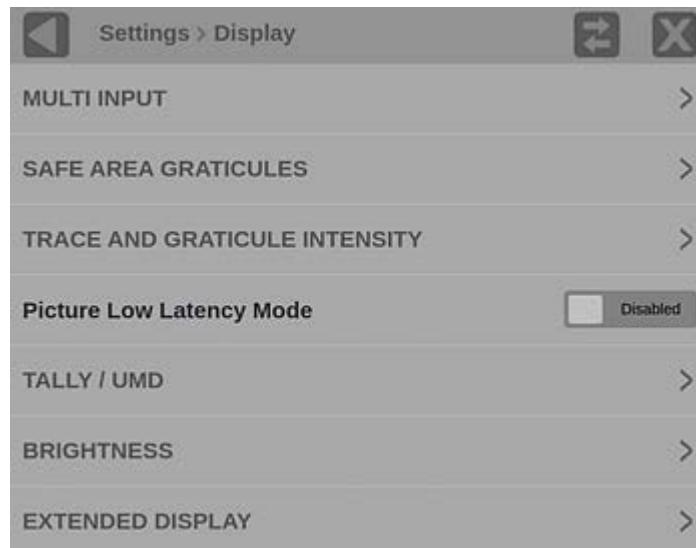 Settings > Display
MULTI INPUT
SAFE AREA GRATICULES
TRACE AND GRATICULE INTENSITY
Picture Low Latency Mode Disabled
TALLY / UMD
BRIGHTNESS
EXTENDED DISPLAY